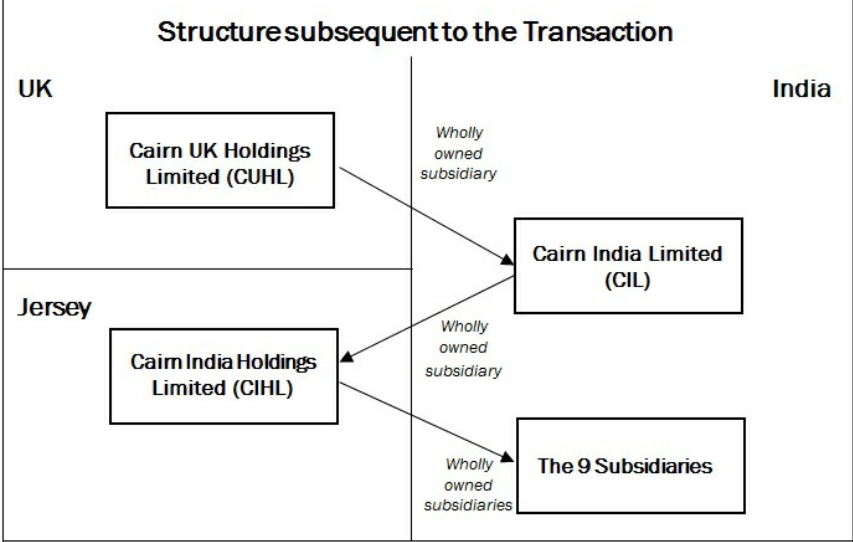 Structure subsequent to the Transaction
UK
India
Cairn UK Holdings
Limited (CUHL)
Wholly
owned
subsidiary
Cairn India Limited
(CIL)
Jersey
Cairn India Holdings
Limited (CIHL)
Wholly
owned
subsidiary
The 9 Subsidiaries
Wholly
owned
subsidiaries